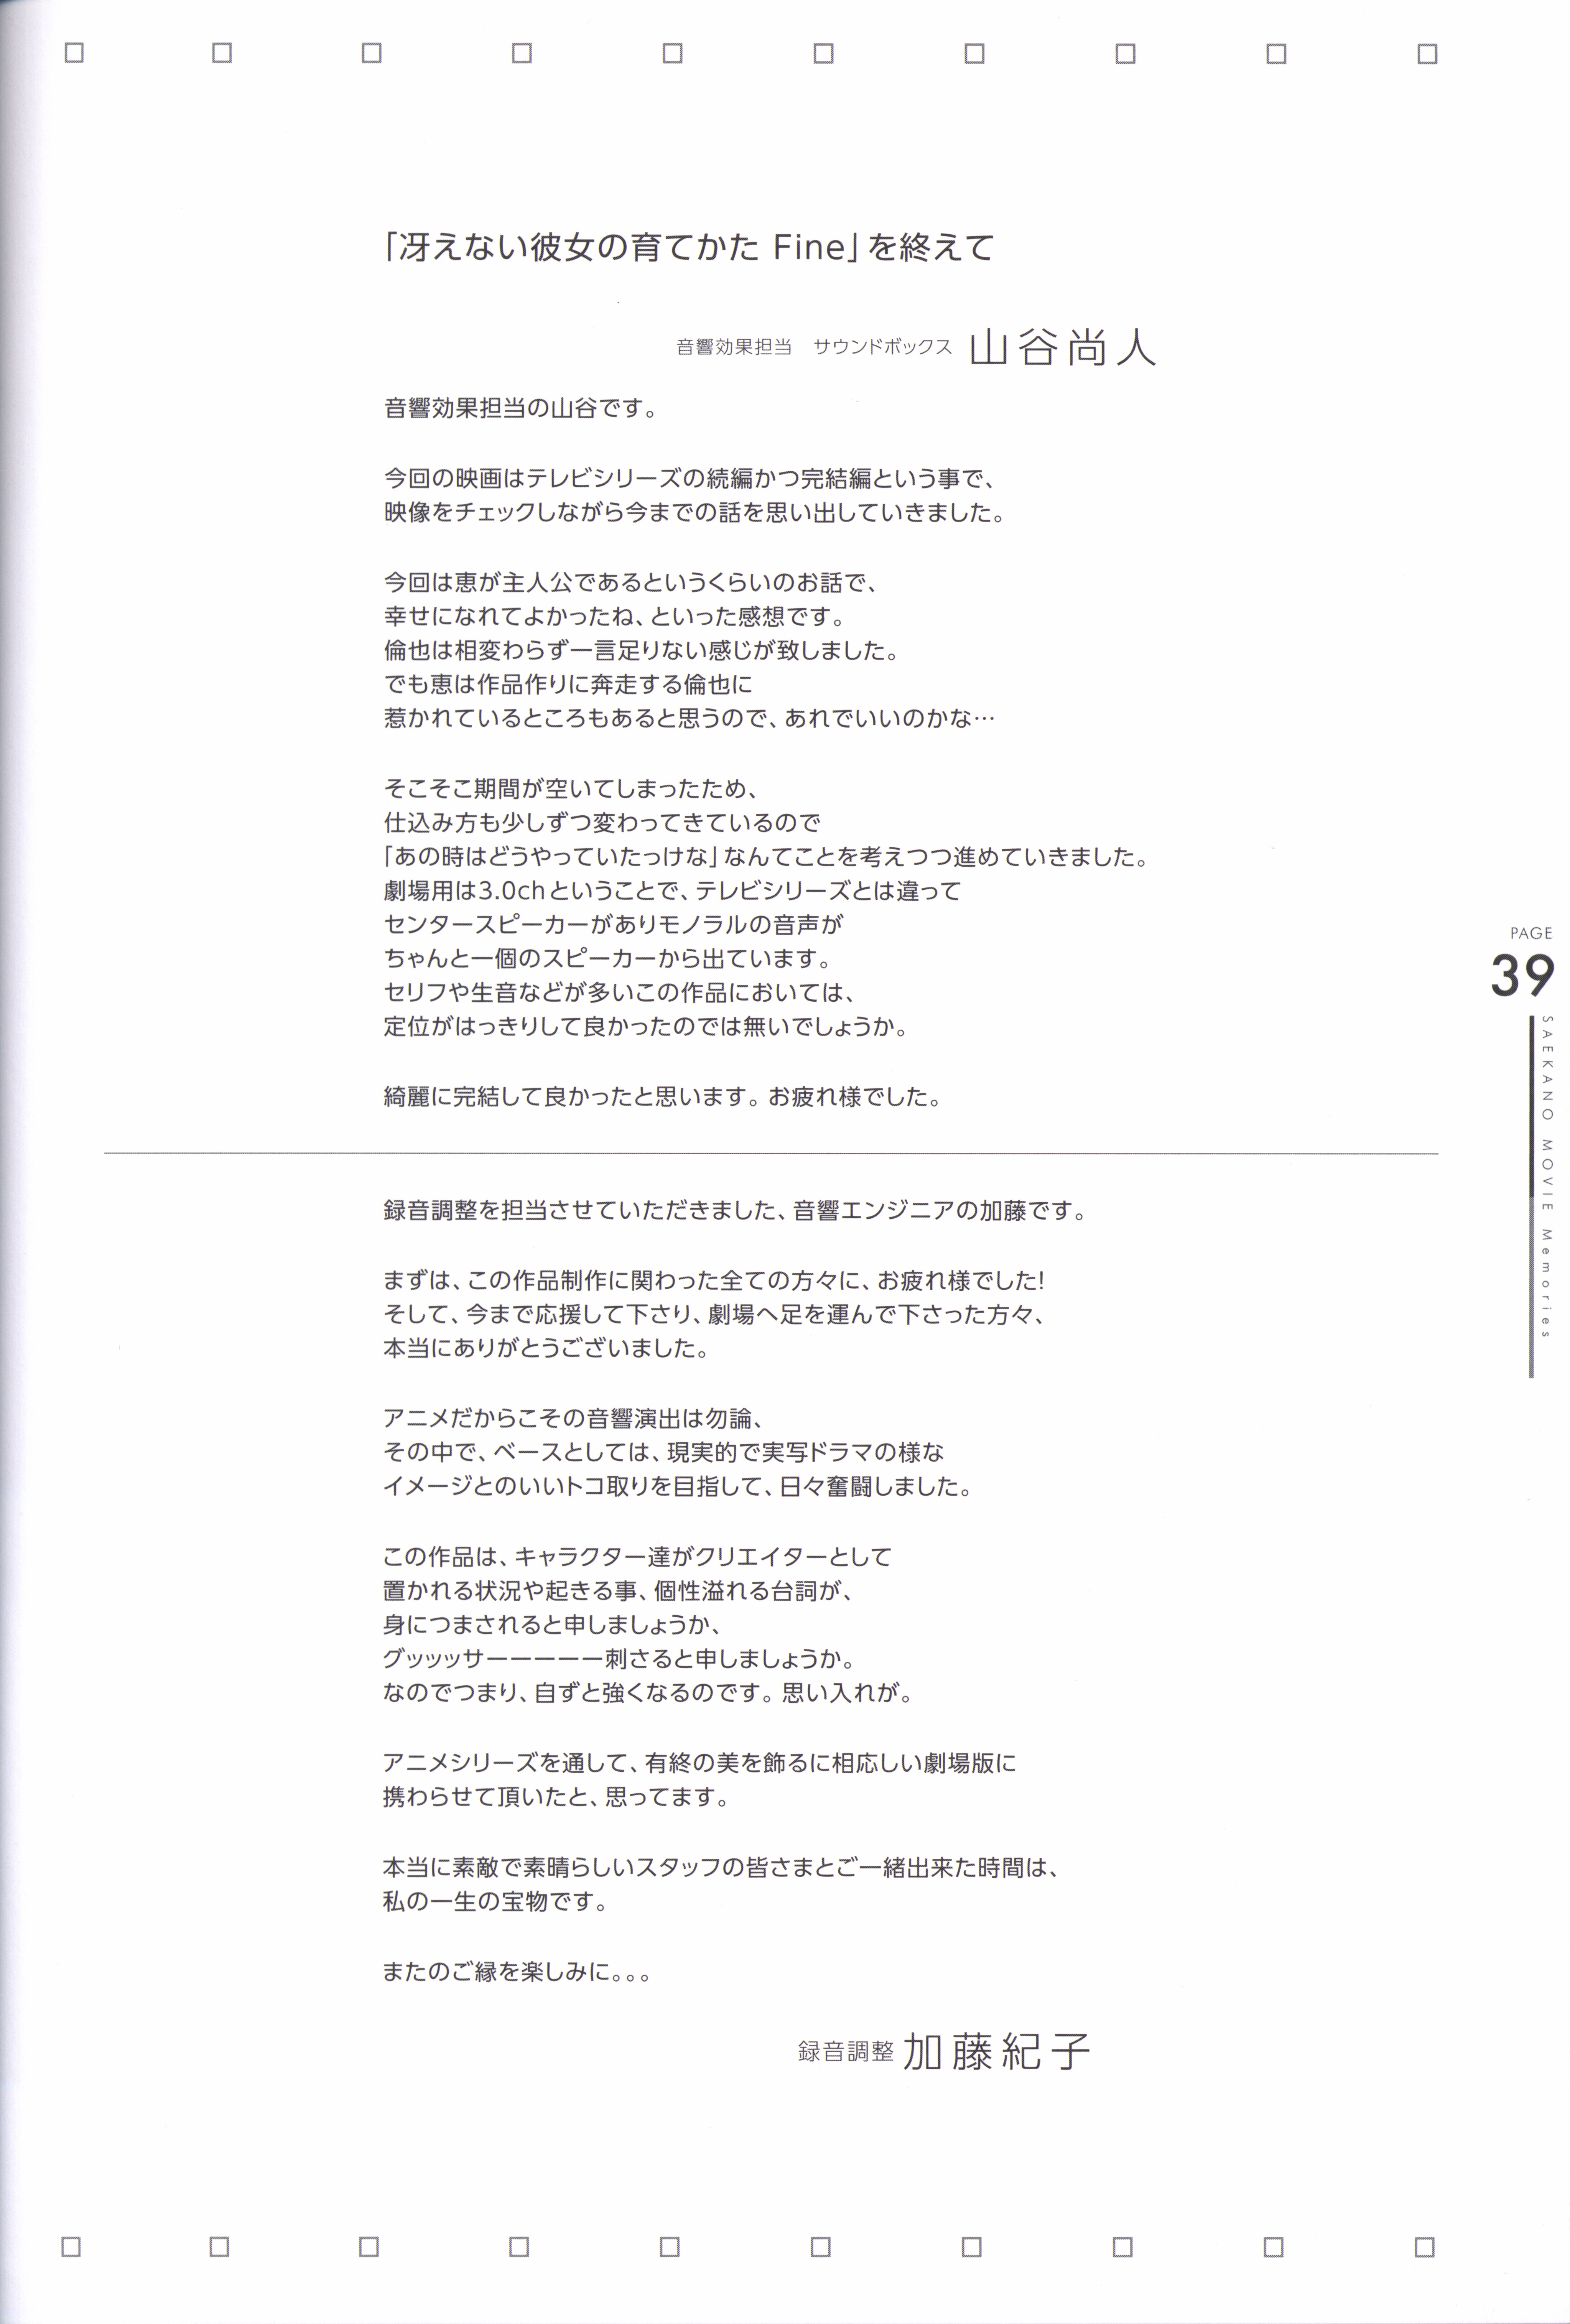 「冴えない彼女の育てかた Fine」を終えて
音響効果担当　サウンドボックス 山谷尚人
音響効果担当の山谷です。
今回の映画はテレビシリーズの続編かつ完結編という事で、
映像をチェックしながら今までの話を思い出していきました。
今回は恵が主人公であるというくらいのお話で、
幸せになれてよかったね、といった感想です。
倫也は相変わらず一言足りない感じが致しました。
でも恵は作品作りに奔走する倫也に
惹かれているところもあると思うので、あれでいいのかな…
そこそこ期間が空いてしまったため、
仕込み方も少しずつ変わってきているので
「あの時はどうやっていたっけな」なんてことを考えつつ進めていきました。
劇場用は3.0chということで、テレビシリーズとは違って
センタースピーカーがありモノラルの音声が
ちゃんと一個のスピーカーから出ています。
セリフや生音などが多いこの作品においては、
定位がはっきりして良かったのでは無いでしょうか。
綺麗に完結して良かったと思います。お疲れ様でした。
録音調整を担当させていただきました、音響エンジニアの加藤です。
まずは、この作品制作に関わった全ての方々に、お疲れ様でした!
そして、今まで応援して下さり、劇場へ足を運んで下さった方々、
本当にありがとうございました。
アニメだからこその音響演出は勿論、
その中で、ベースとしては、現実的で実写ドラマの様な
イメージとのいいトコ取りを目指して、日々奮闘しました。
この作品は、キャラクター達がクリエイターとして
置かれる状況や起きる事、個性溢れる台詞が、
身につまされると申しましょうか、
グッッッサーーーーー刺さると申しましょうか。
なのでつまり、自ずと強くなるのです。思い入れが。
アニメシリーズを通して、有終の美を飾るに相応しい劇場版に
携わらせて頂いたと、思ってます。
本当に素敵で素晴らしいスタッフの皆さまとご一緒出来た時間は、
私の一生の宝物です。
またのご縁を楽しみに。。。
録音調整 加藤紀子
PAGE
39
SAEKANO MOVIE Memories